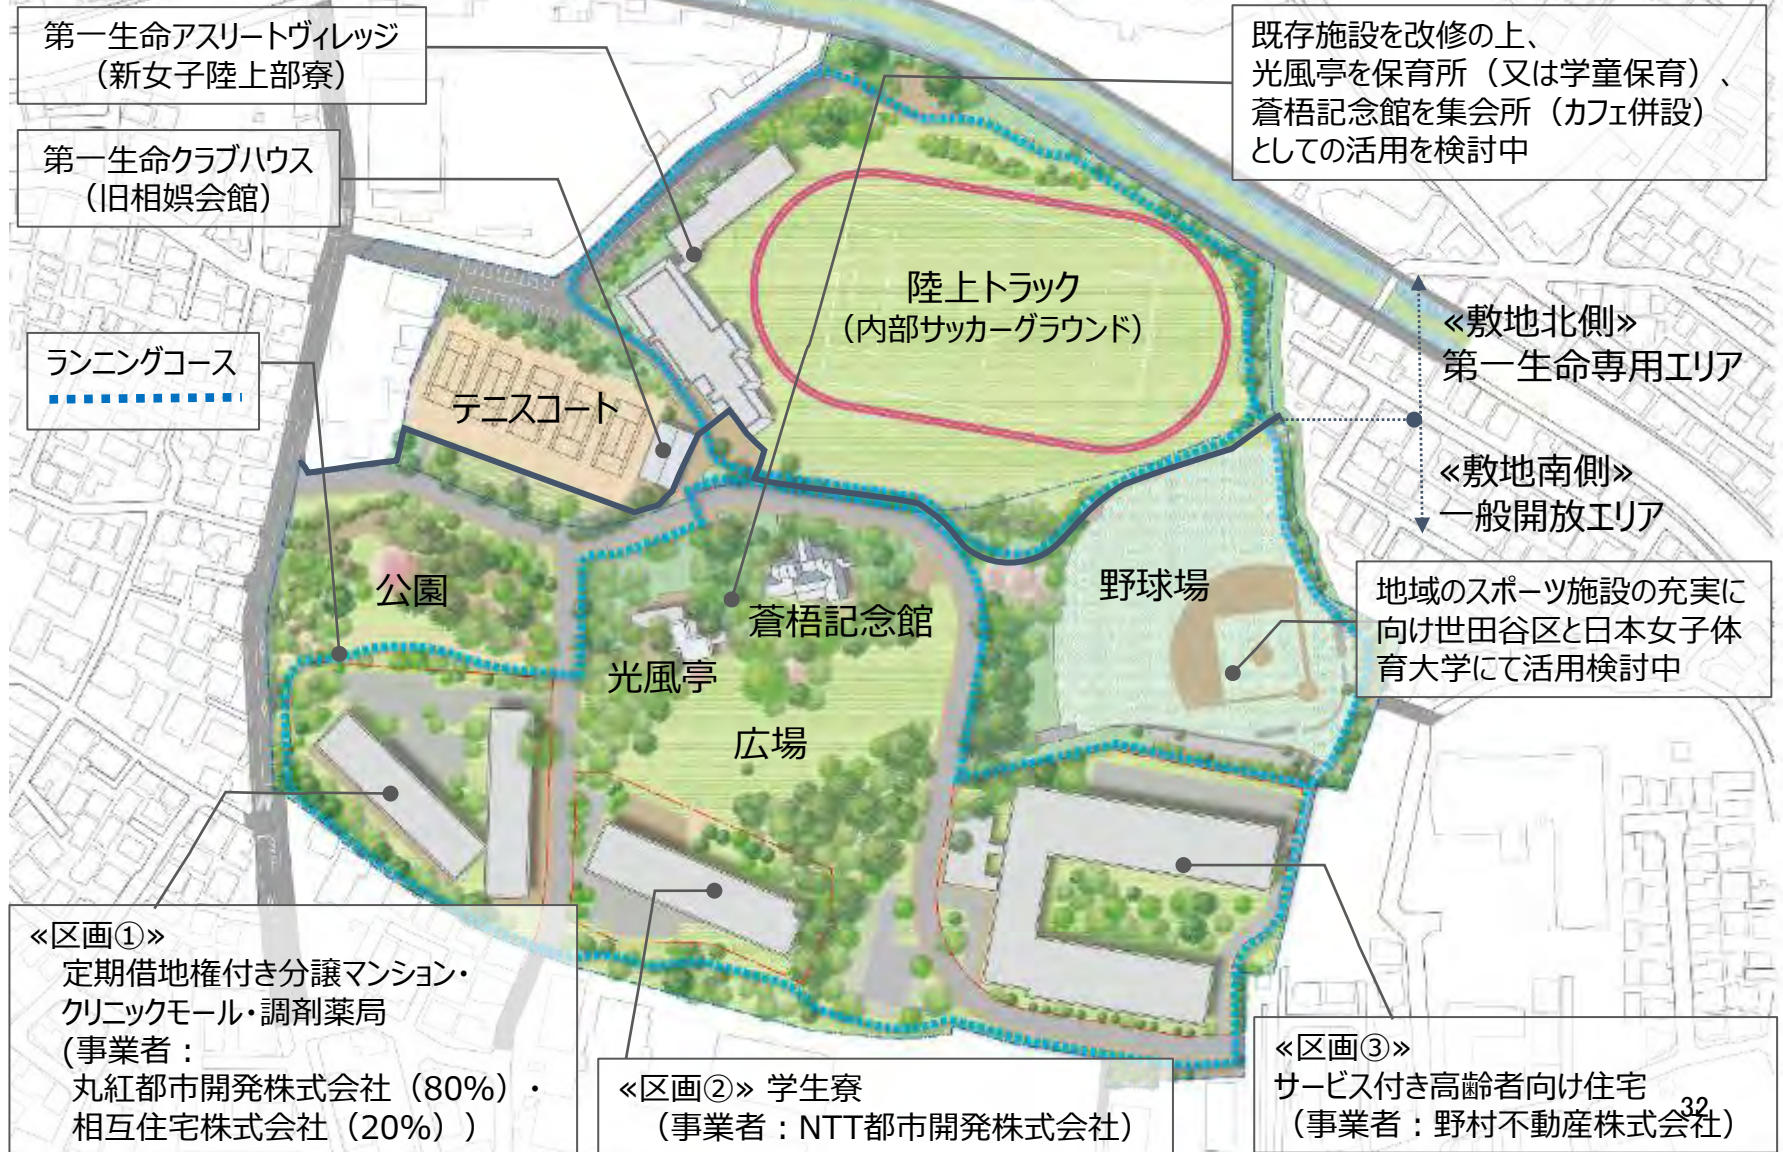 第一生命アスリートヴィレッジ
(新女子陸上部寮)
既存施設を改修の上、
光風亭を保育所(又は学童保育)、
蒼梧記念館を集会所(カフェ併設)
としての活用を検討中
第一生命クラブハウス
(旧相娯会館)
陸上トラック
(内部サッカーグラウンド)
≪敷地北側≫
第一生命専用エリア
ランニングコース
テニスコート
≪敷地南側≫
一般開放エリア
公園
蒼梧記念館
野球場
地域のスポーツ施設の充実に
向け世田谷区と日本女子体
育大学にて活用検討中
光風亭
広場
≪区画①≫
定期借地権付き分譲マンション・
クリニックモール・調剤薬局
(事業者:
丸紅都市開発株式会社(80%)・
相互住宅株式会社(20%))
≪区画②≫ 学生寮
(事業者:NTT都市開発株式会社)
≪区画③≫
サービス付き高齢者向け住宅
(事業者:野村不動産株式会社)
32